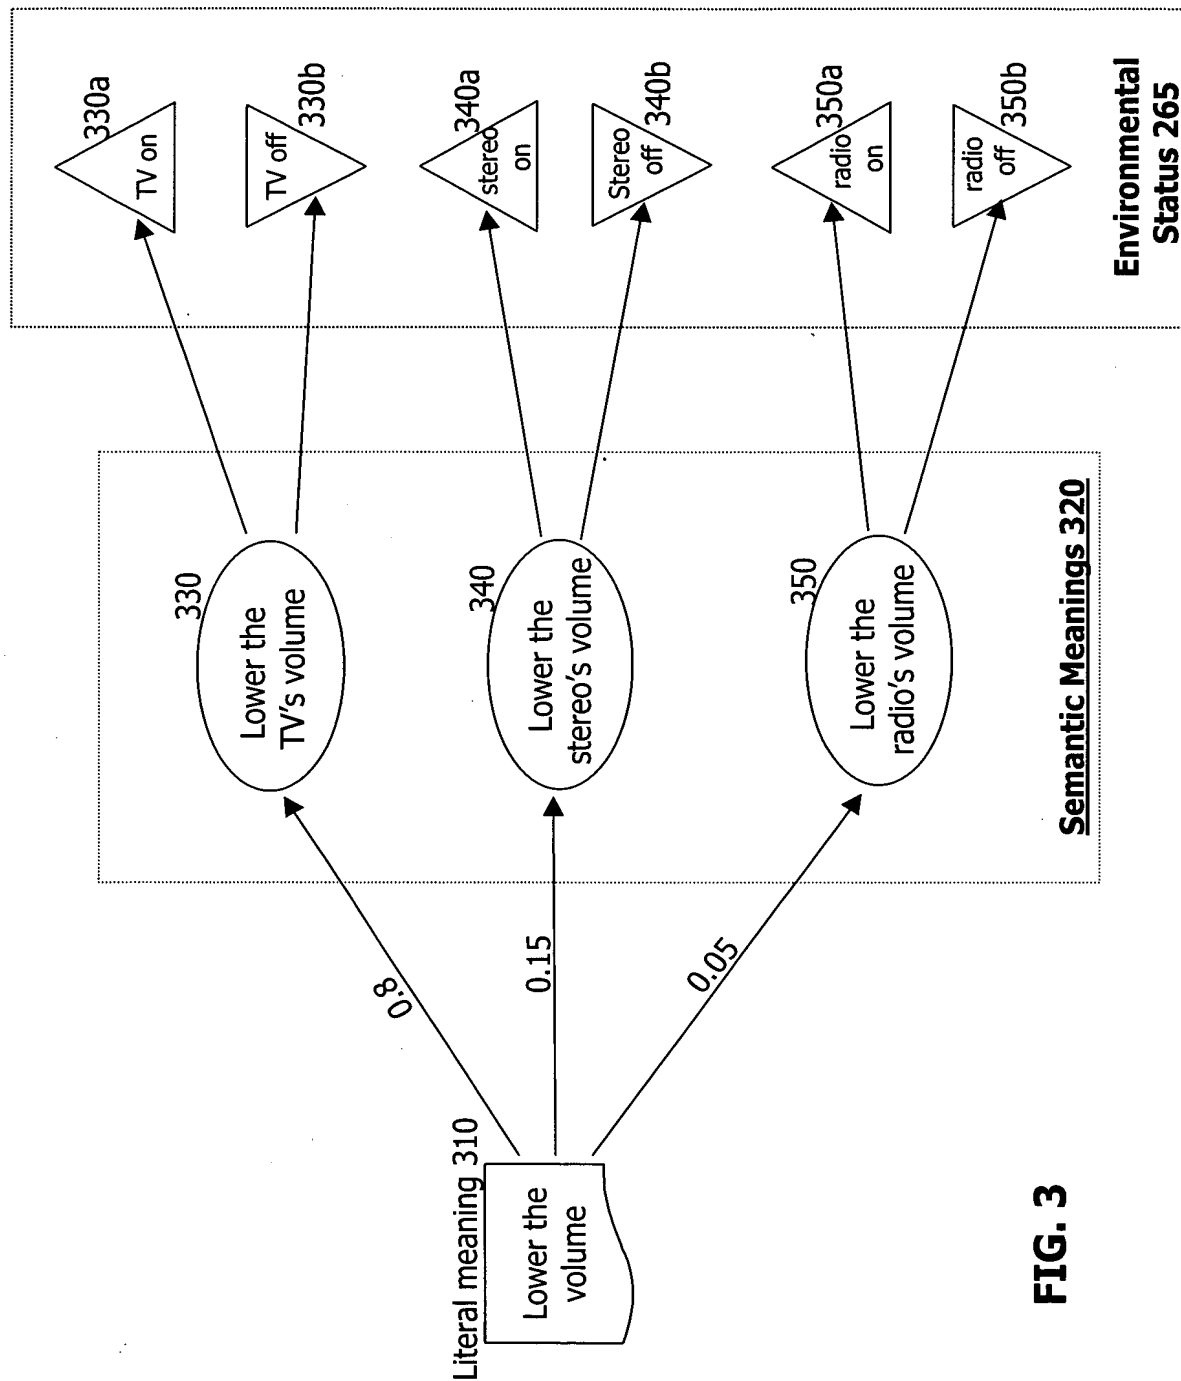 Literal meaning 310
Lower the
volume
0.8
0.15
0.05
330
Lower the
TV's volume
340
Lower the
stereo's volume
350
Lower the
radio's volume
Semantic Meanings 320
330a
TV on
330b
TV off
340a
stereo
on
340b
Stereo
off
350a
radio
on
350b
radio
off
Environmental
Status 265
FIG. 3